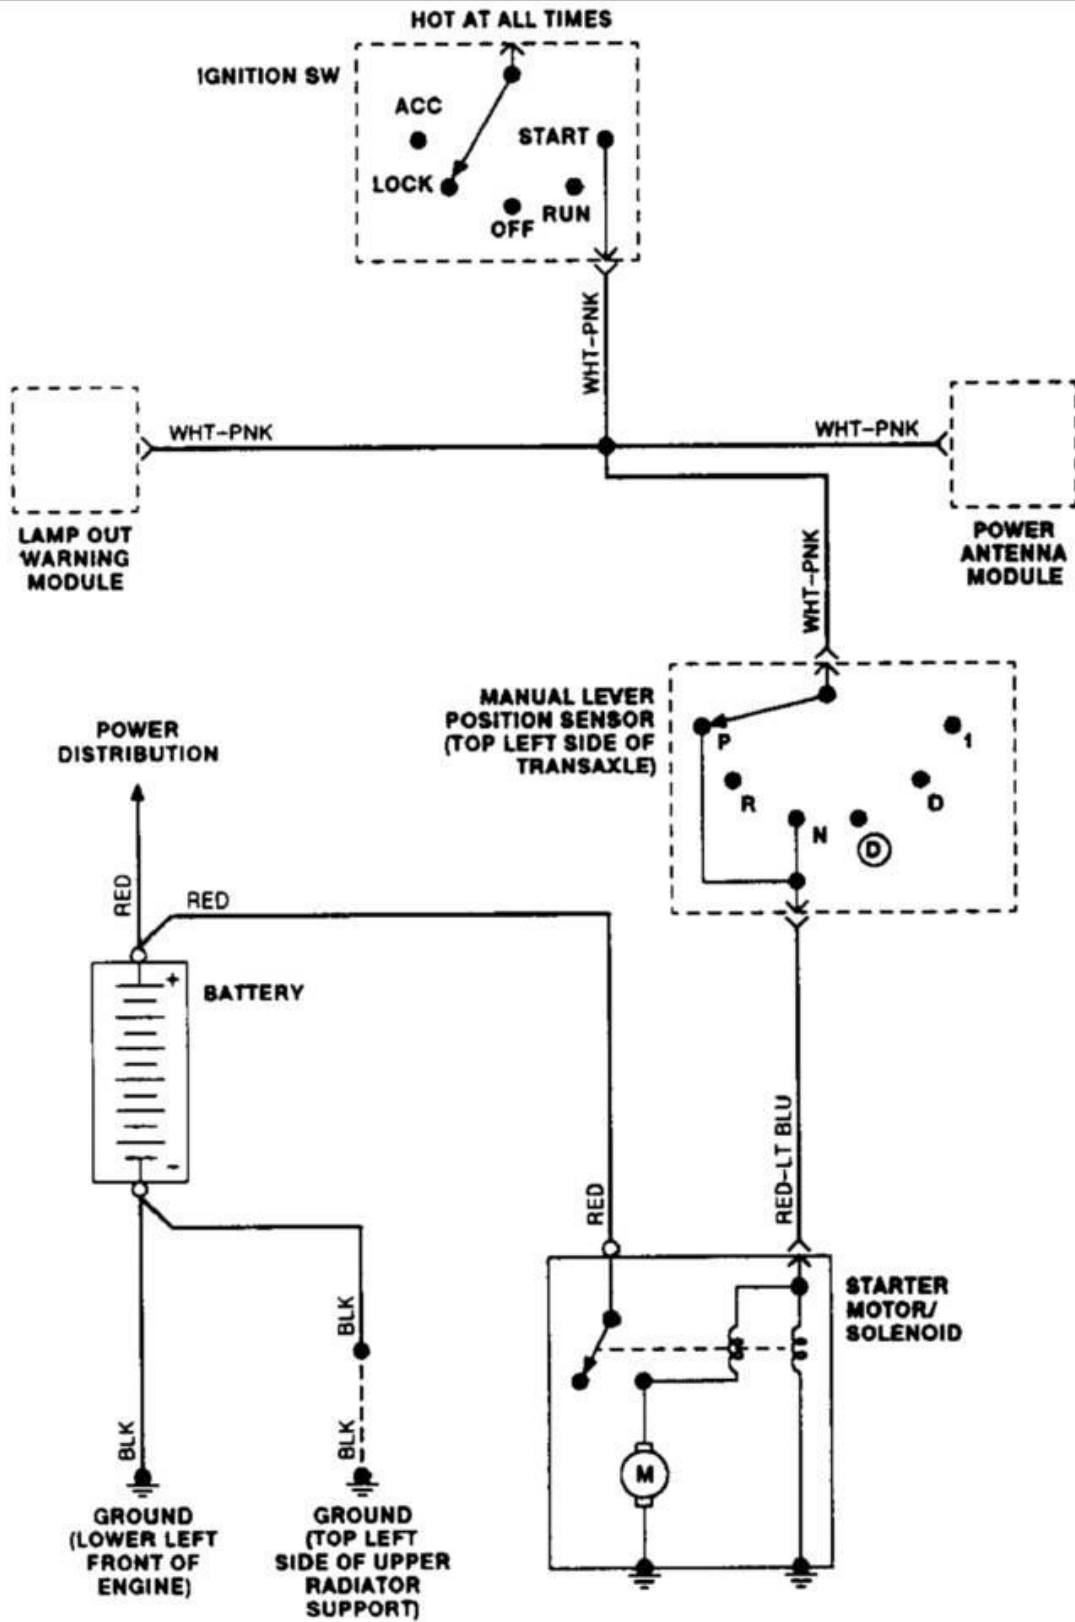 HOT AT ALL TIMES
IGNITION SW
ACC
START
LOCK
OFF
RUN
WHT-PNK
WHT-PNK
WHT-PNK
LAMP OUT
WARNING
MODULE
POWER
ANTENNA
MODULE
WHT-PNK
MANUAL LEVER
POSITION SENSOR
(TOP LEFT SIDE OF
TRANSAXLE)
P
R
N
D
D
1
POWER
DISTRIBUTION
RED
RED
+
BATTERY
-
RED
RED-LT BLU
STARTER
MOTOR/
SOLENOID
M
BLK
BLK
BLK
GROUND
(LOWER LEFT
FRONT OF
ENGINE)
GROUND
(TOP LEFT
SIDE OF UPPER
RADIATOR
SUPPORT)